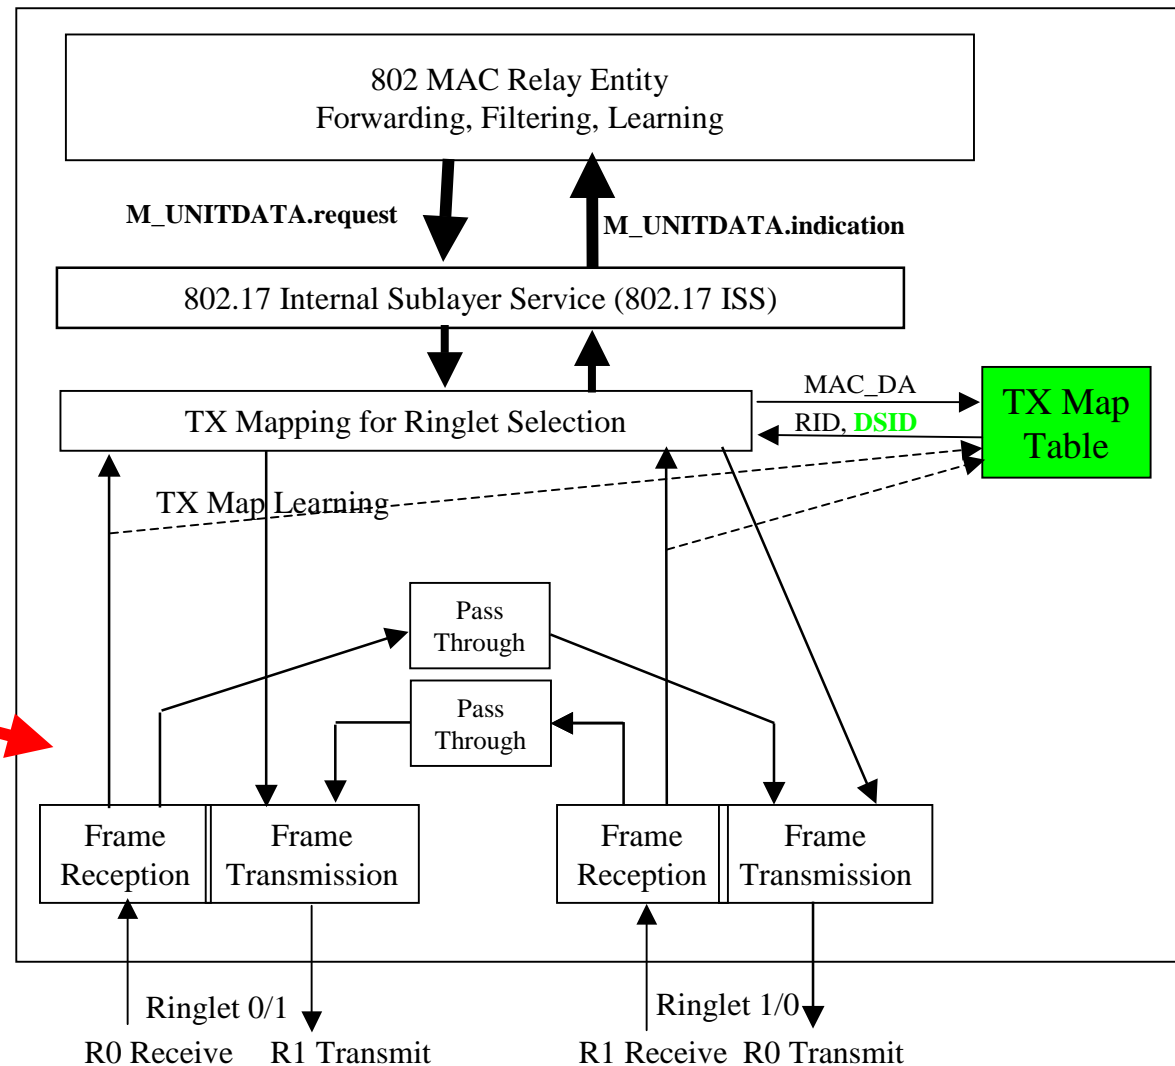 802 MAC Relay Entity
Forwarding, Filtering, Learning
M_UNITDATA.request
M_UNITDATA.indication
802.17 Internal Sublayer Service (802.17 ISS)
TX Mapping for Ringlet Selection
MAC_DA
RID, DSID
TX Map
Table
TX Map Learning
Pass
Through
Pass
Through
Frame
Reception
Frame
Transmission
Frame
Reception
Frame
Transmission
Ringlet 0/1
Ringlet 1/0
R0 Receive
R1 Transmit
R1 Receive
R0 Transmit